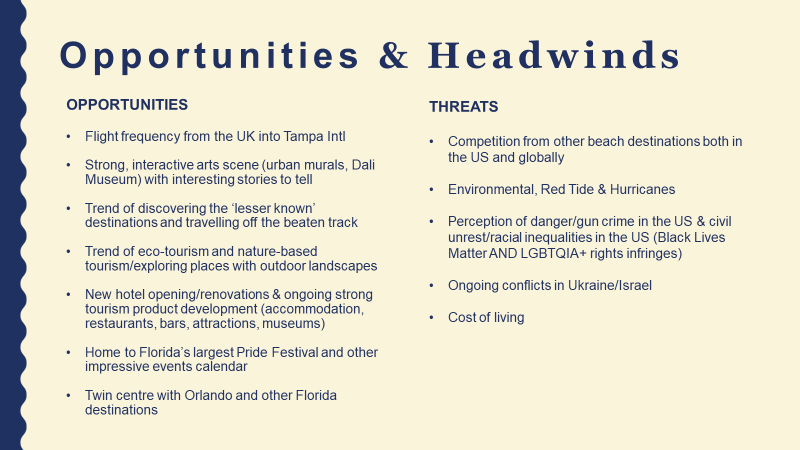 Opportunities & Headwinds
OPPORTUNITIES
• Flight frequency from the UK into Tampa Intl
• Strong, interactive arts scene (urban murals, Dali
Museum) with interesting stories to tell
• Trend of discovering the ‘lesser known’
destinations and travelling off the beaten track
• Trend of eco-tourism and nature-based
tourism/exploring places with outdoor landscapes
• New hotel opening/renovations & ongoing strong
tourism product development (accommodation,
restaurants, bars, attractions, museums)
• Home to Florida’s largest Pride Festival and other
impressive events calendar
• Twin centre with Orlando and other Florida
destinations
THREATS
• Competition from other beach destinations both in
the US and globally
• Environmental, Red Tide & Hurricanes
• Perception of danger/gun crime in the US & civil
unrest/racial inequalities in the US (Black Lives
Matter AND LGBTQIA+ rights infringes)
• Ongoing conflicts in Ukraine/Israel
• Cost of living